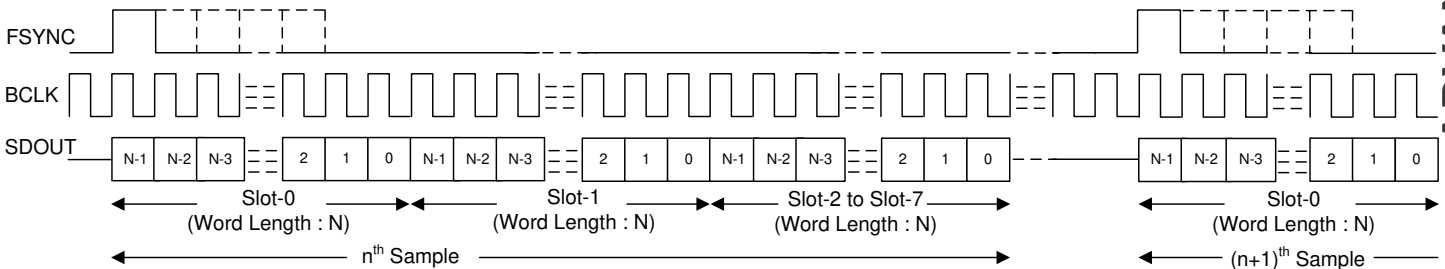 FSYNC
BCLK
SDOUT N-1 N-2 N-3 2 1 0 N-1 N-2 N-3 2 1 0 N-1 N-2 N-3 2 1 0 N-1 N-2 N-3 2 1 0
Slot-0 Slot-1 Slot-2 to Slot-7 Slot-0
(Word Length : N) (Word Length : N) (Word Length : N) (Word Length : N)
nth Sample (n+1)th Sample